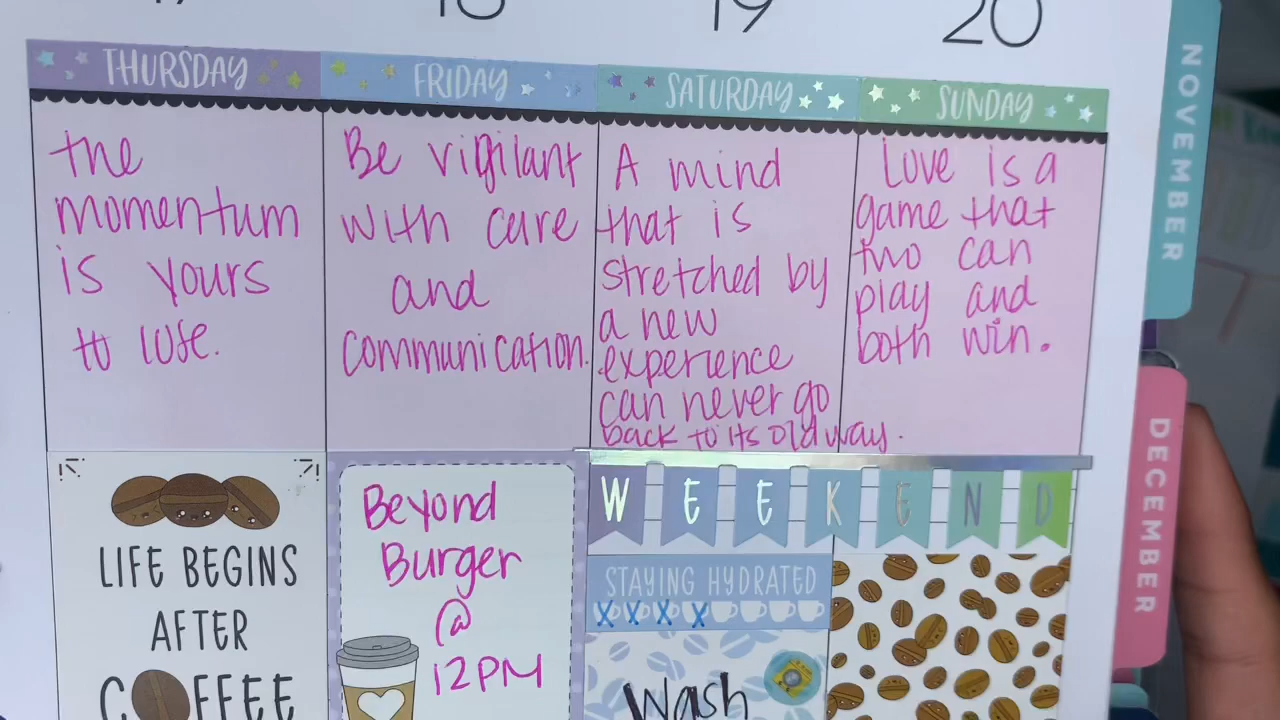 18
19
20
THURSDAY
FRIDAY
SATURDAY
SUNDAY
the
momentum
is yours
to lose.
Be vigilant
with care
and
communication.
A mind
that is
stretched by
a new
experience
can never go
back to its old way.
Love is a
game that
two can
play and
both win.
LIFE BEGINS
AFTER
COFFEE
Beyond
Burger
@
12PM
WEEKEND
STAYING HYDRATED
X X X X
Wash
NOVEMBER
DECEMBER